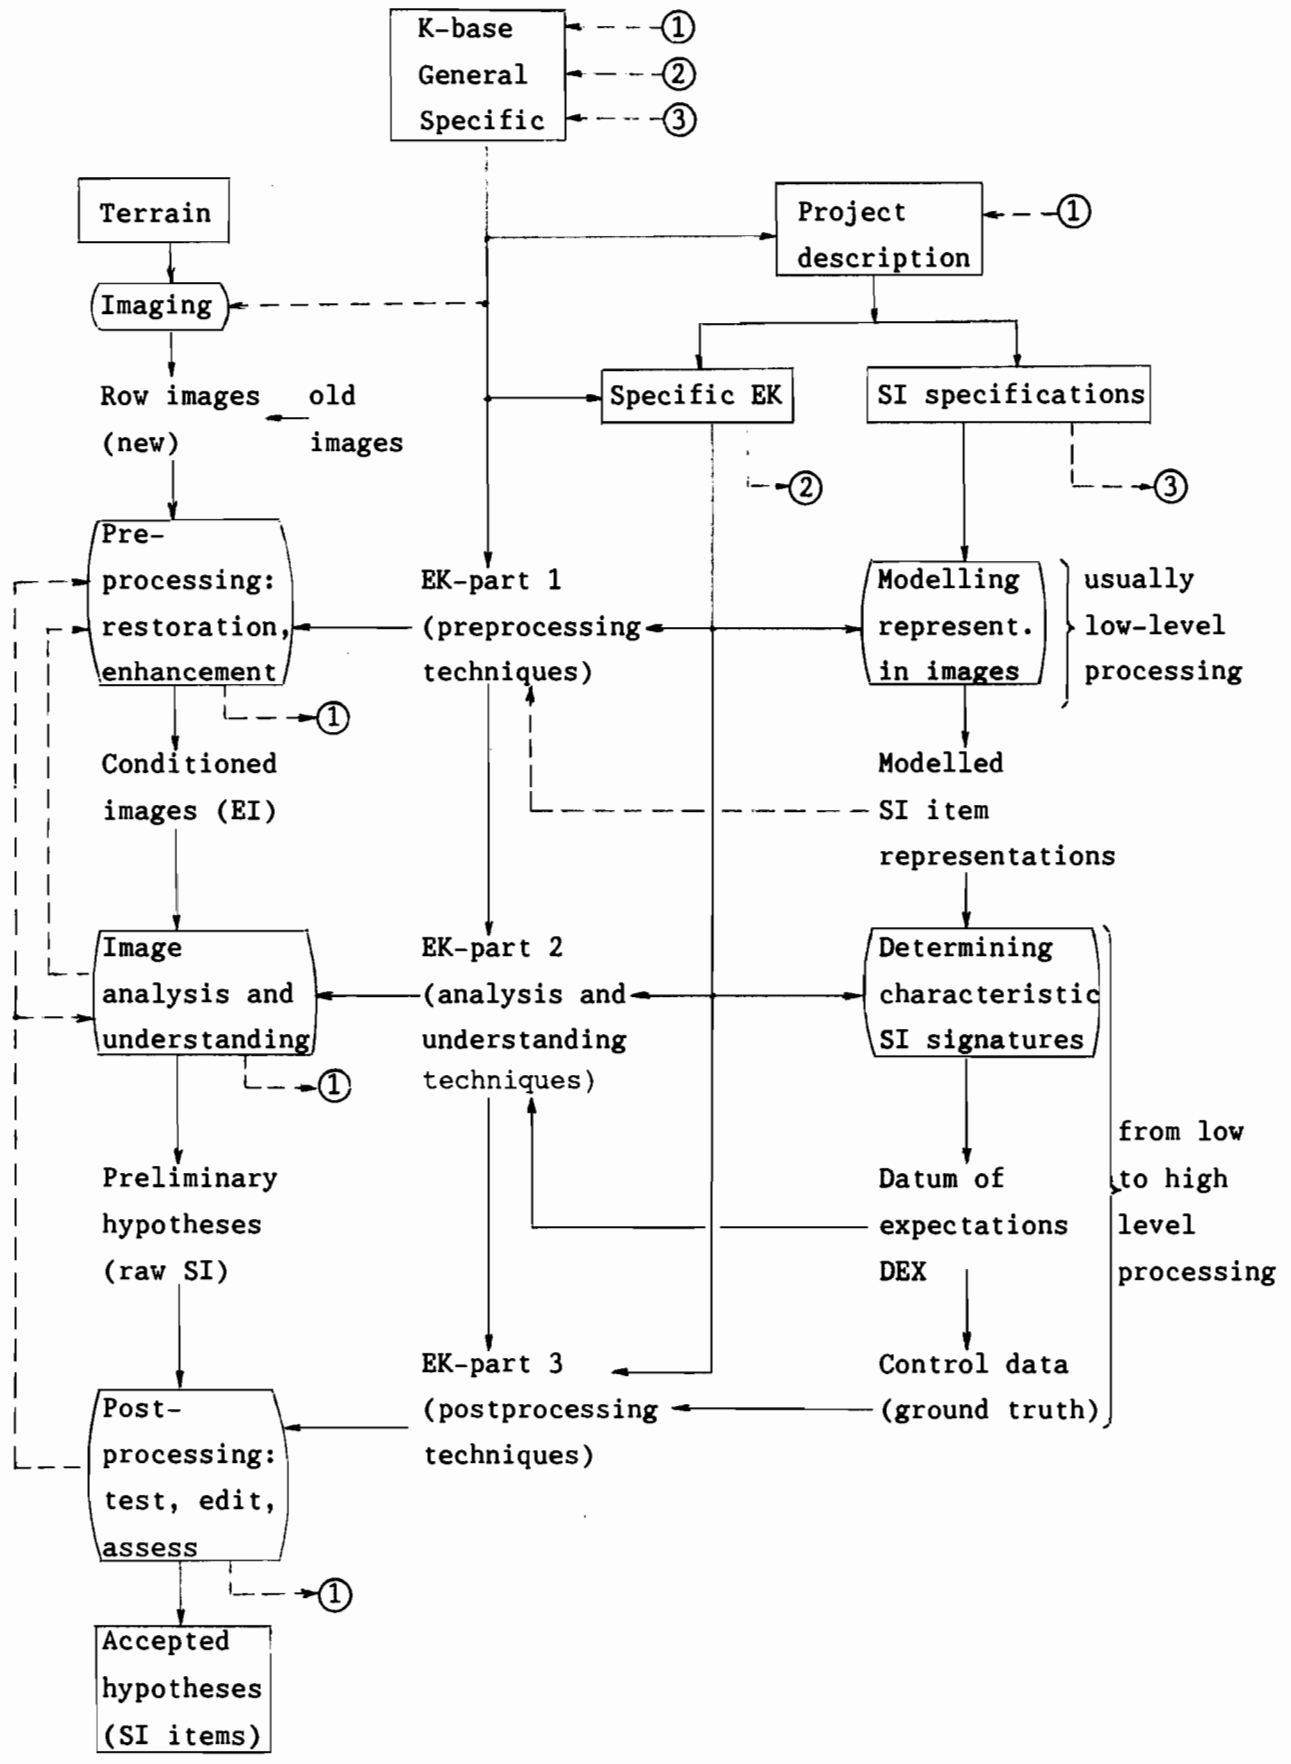 K-base
①
General
②
Specific
③
Terrain
Project
description
①
Imaging
Row images
(new)
old
images
Specific EK
SI specifications
②
③
Pre-
processing:
restoration,
enhancement
①
EK-part 1
(preprocessing
techniques)
Modelling
represent.
in images
usually
low-level
processing
Conditioned
images (EI)
Modelled
SI item
representations
Image
analysis and
understanding
①
EK-part 2
(analysis and
understanding
techniques)
Determining
characteristic
SI signatures
from low
to high
level
processing
Preliminary
hypotheses
(raw SI)
Datum of
expectations
DEX
EK-part 3
(postprocessing
techniques)
Control data
(ground truth)
Post-
processing:
test, edit,
assess
①
Accepted
hypotheses
(SI items)